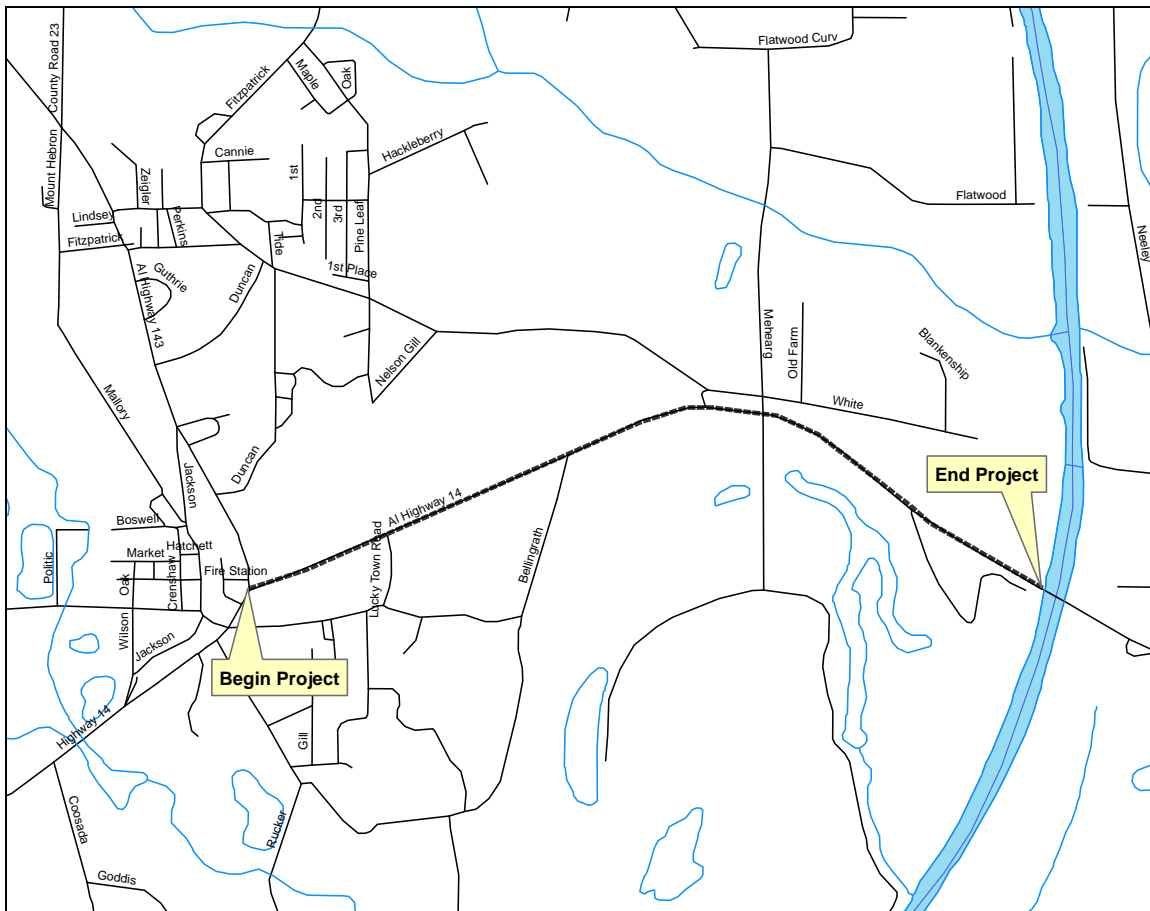 County Road 23
Mount Hebron
Fitzpatrick
Maple
Oak
Flatwood Curv
Hackleberry
Cannie
Zeigler
1st
2nd
3rd
Pine Leaf
Flatwood
Lindsey
Perkins
Fitzpatrick
Tide
Neeley
1st Place
Guthrie
Duncan
Al Highway 143
Mehearg
Old Farm
Blankenship
Nelson Gill
Mallory
White
Duncan
Jackson
End Project
Al Highway 14
Boswell
Hatchett
Market
Politic
Oak
Crenshaw
Fire Station
Lucky Town Road
Bellingrath
Wilson
Jackson
Begin Project
Highway 14
Gill
Coosada
Rucker
Goddis